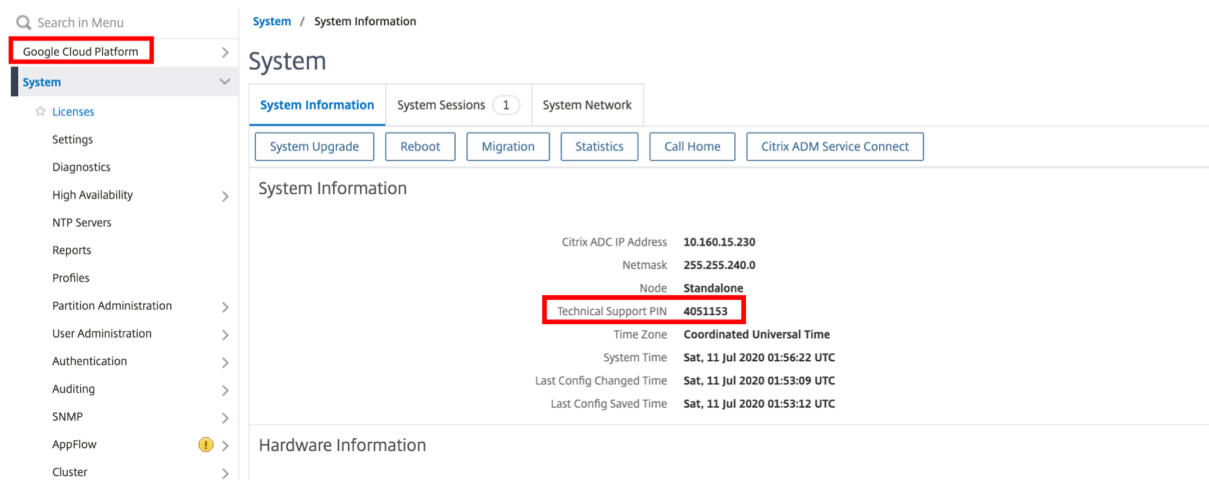 Search in Menu
Google Cloud Platform
System
Licenses
Settings
Diagnostics
High Availability
NTP Servers
Reports
Profiles
Partition Administration
User Administration
Authentication
Auditing
SNMP
AppFlow
Cluster
System / System Information
System
System Information System Sessions 1 System Network
System Upgrade Reboot Migration Statistics Call Home Citrix ADM Service Connect
System Information
Citrix ADC IP Address 10.160.15.230
Netmask 255.255.240.0
Node Standalone
Technical Support PIN 4051153
Time Zone Coordinated Universal Time
System Time Sat, 11 Jul 2020 01:56:22 UTC
Last Config Changed Time Sat, 11 Jul 2020 01:53:09 UTC
Last Config Saved Time Sat, 11 Jul 2020 01:53:12 UTC
Hardware Information